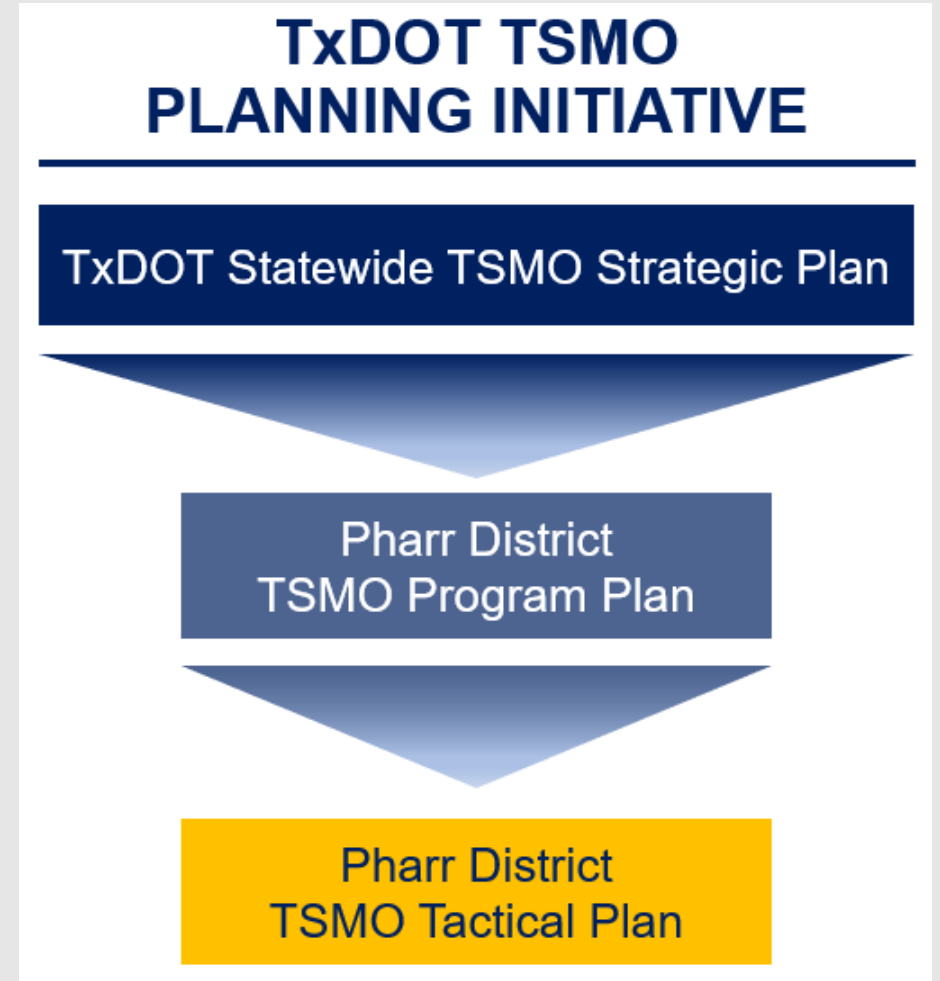 TxDOT TSMO
PLANNING INITIATIVE
TxDOT Statewide TSMO Strategic Plan
Pharr District
TSMO Program Plan
Pharr District
TSMO Tactical Plan